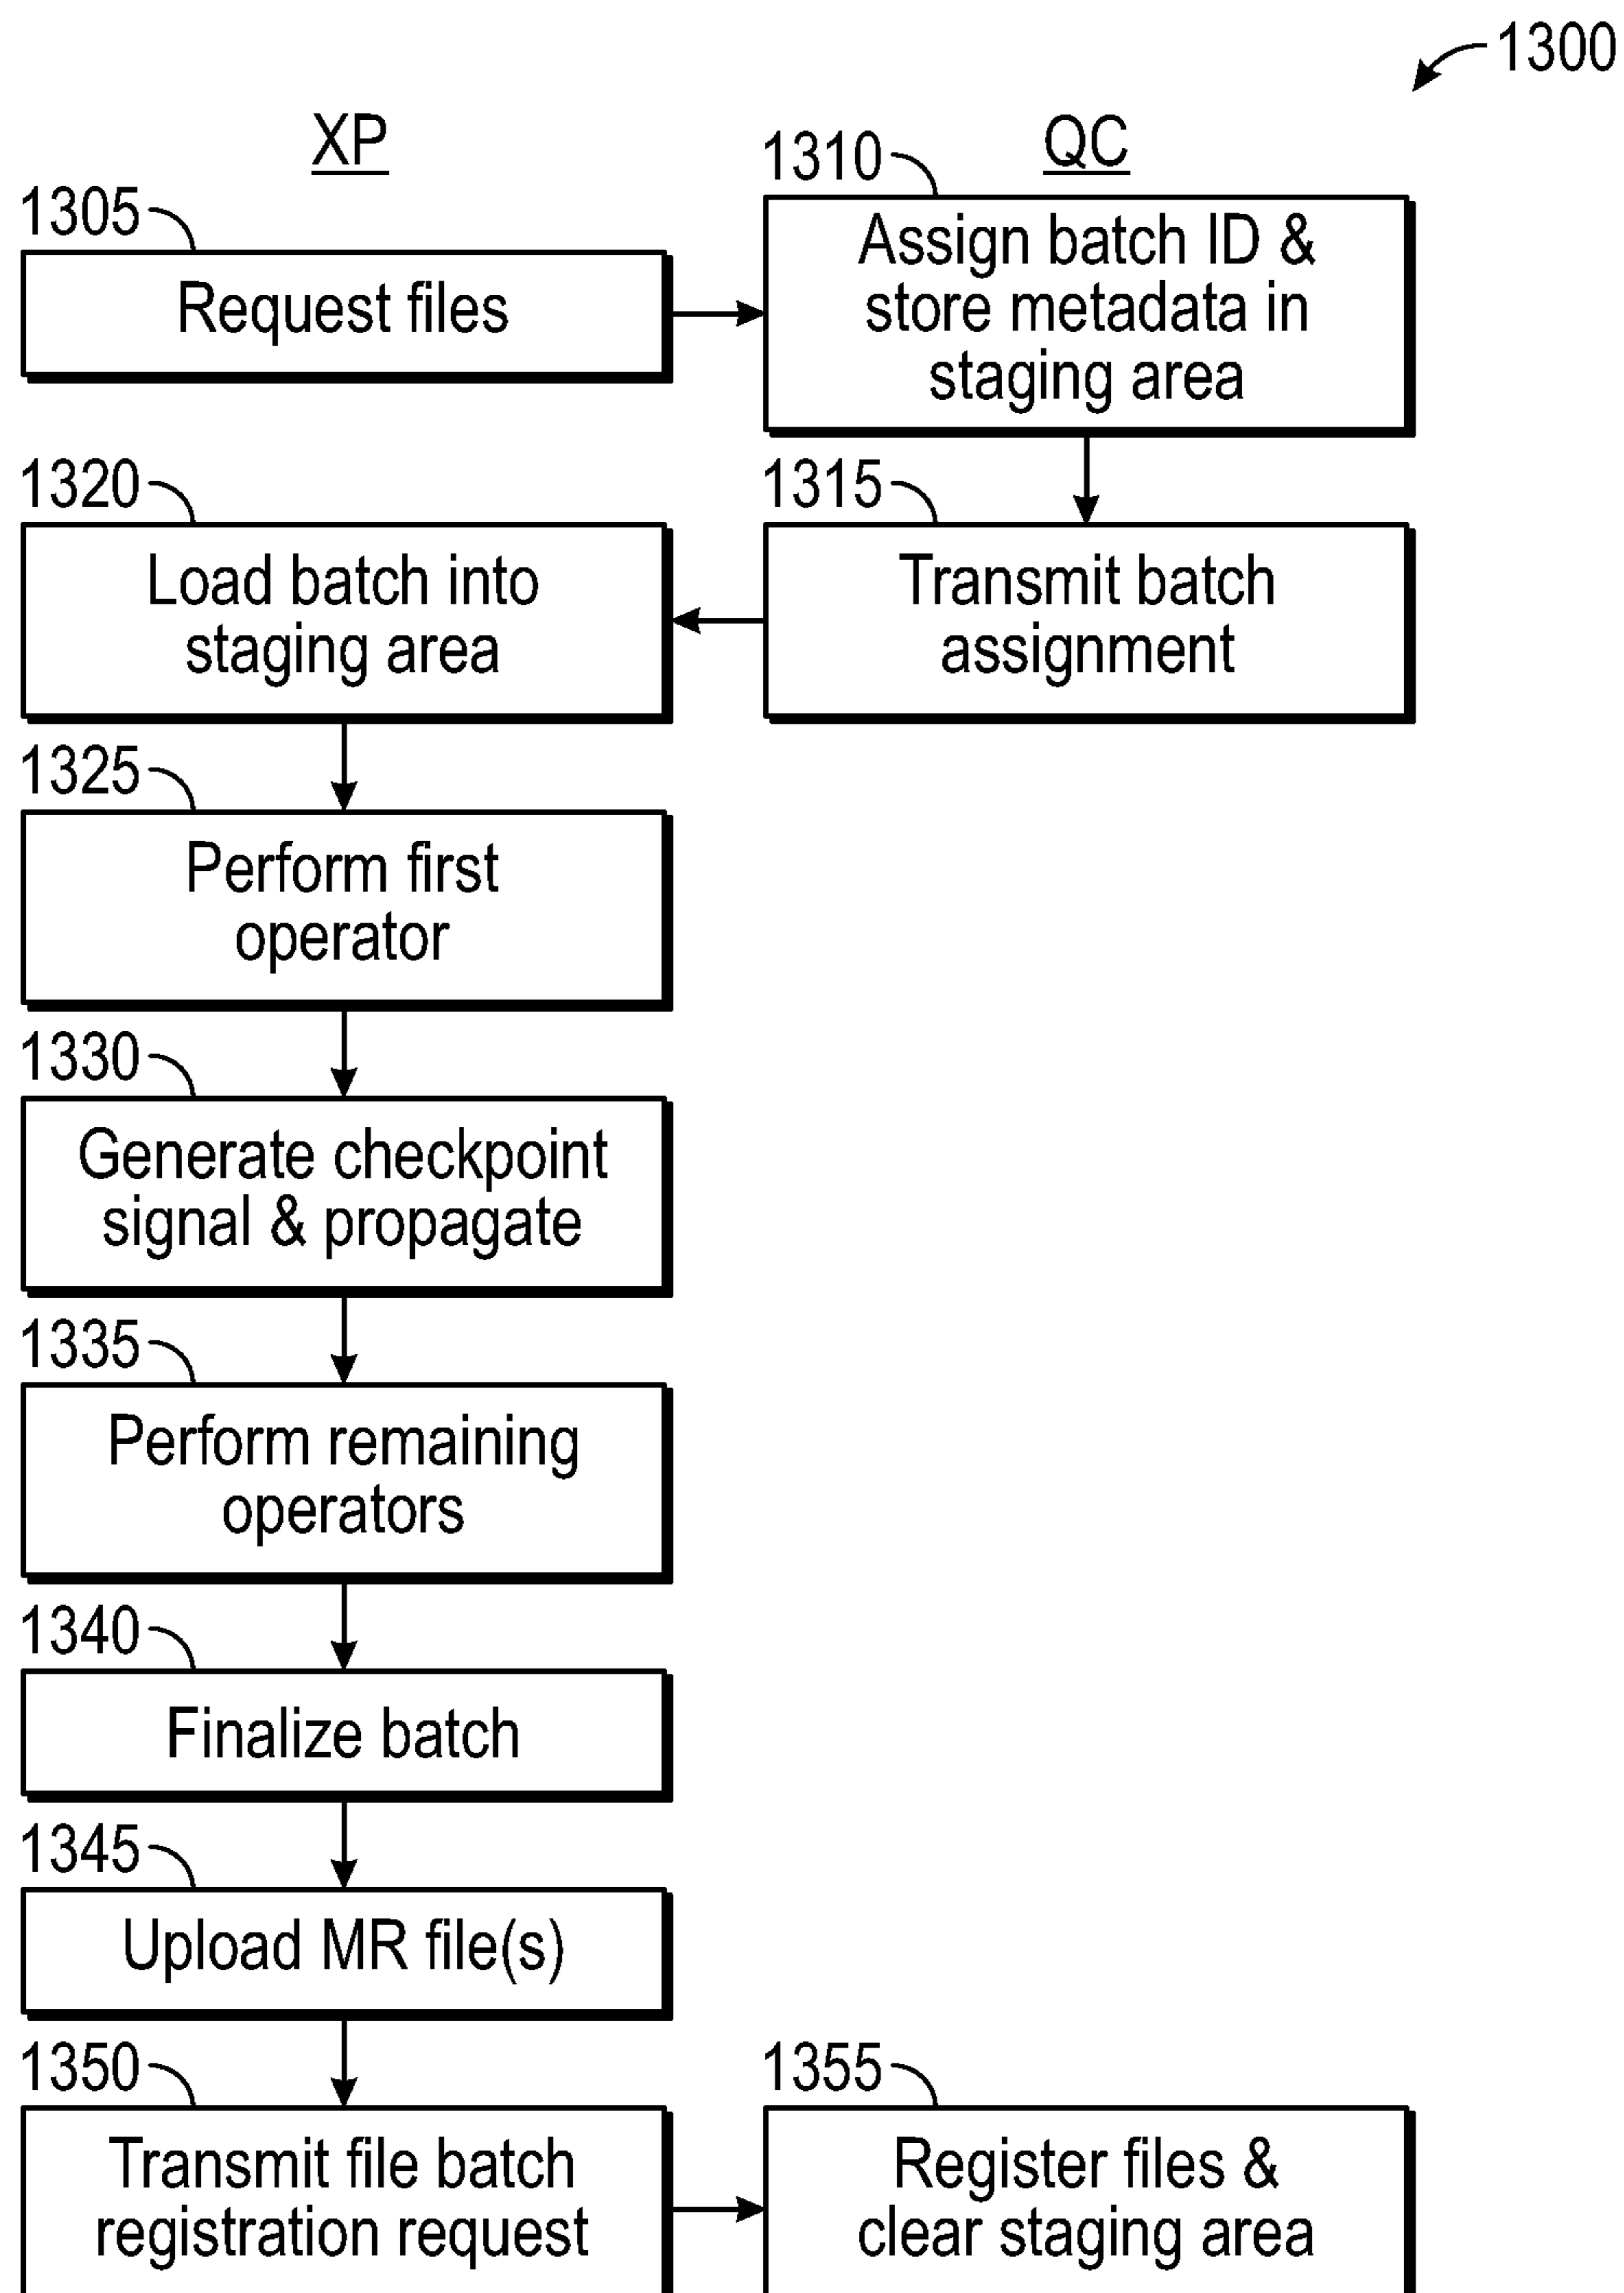 1300
XP
QC
1305
Request files
1310
Assign batch ID &
store metadata in
staging area
1315
Transmit batch
assignment
1320
Load batch into
staging area
1325
Perform first
operator
1330
Generate checkpoint
signal & propagate
1335
Perform remaining
operators
1340
Finalize batch
1345
Upload MR file(s)
1350
Transmit file batch
registration request
1355
Register files &
clear staging area